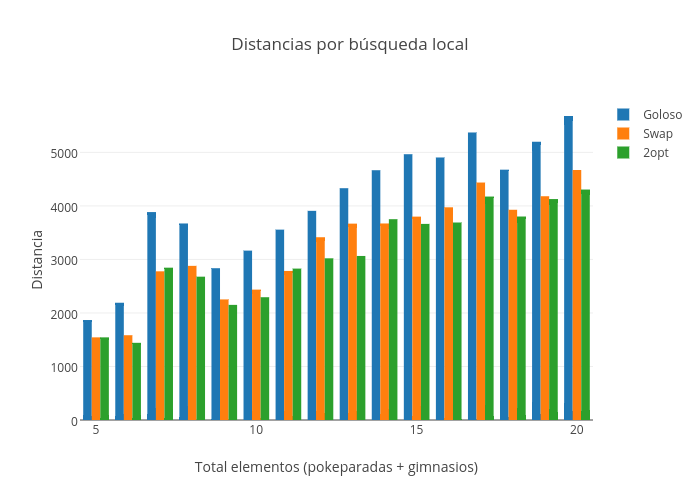 Distancias por búsqueda local
Goloso
Swap
2opt
Distancia
5000
4000
3000
2000
1000
0
5
10
15
20
Total elementos (pokeparadas + gimnasios)